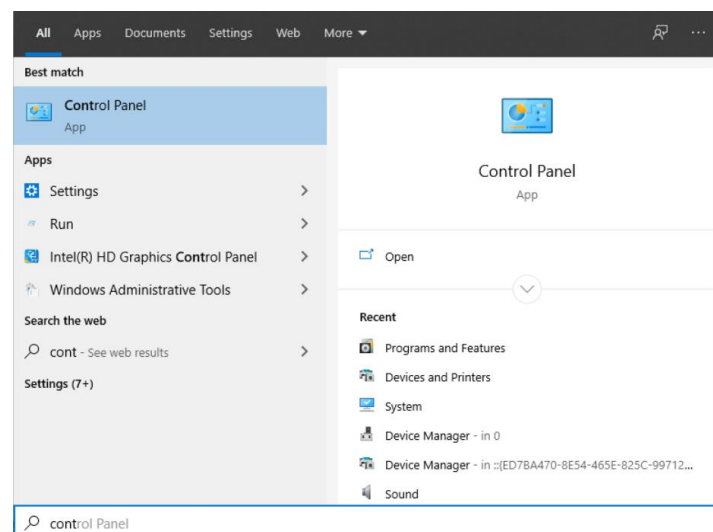 All Apps Documents Settings Web More
Best match
Control Panel
App
Apps
Settings
Run
Intel(R) HD Graphics Control Panel
Windows Administrative Tools
Search the web
cont - See web results
Settings (7+)
Control Panel
App
Open
Recent
Programs and Features
Devices and Printers
System
Device Manager - in 0
Device Manager - in ::{ED7BA470-8E54-465E-825C-99712...
Sound
control Panel